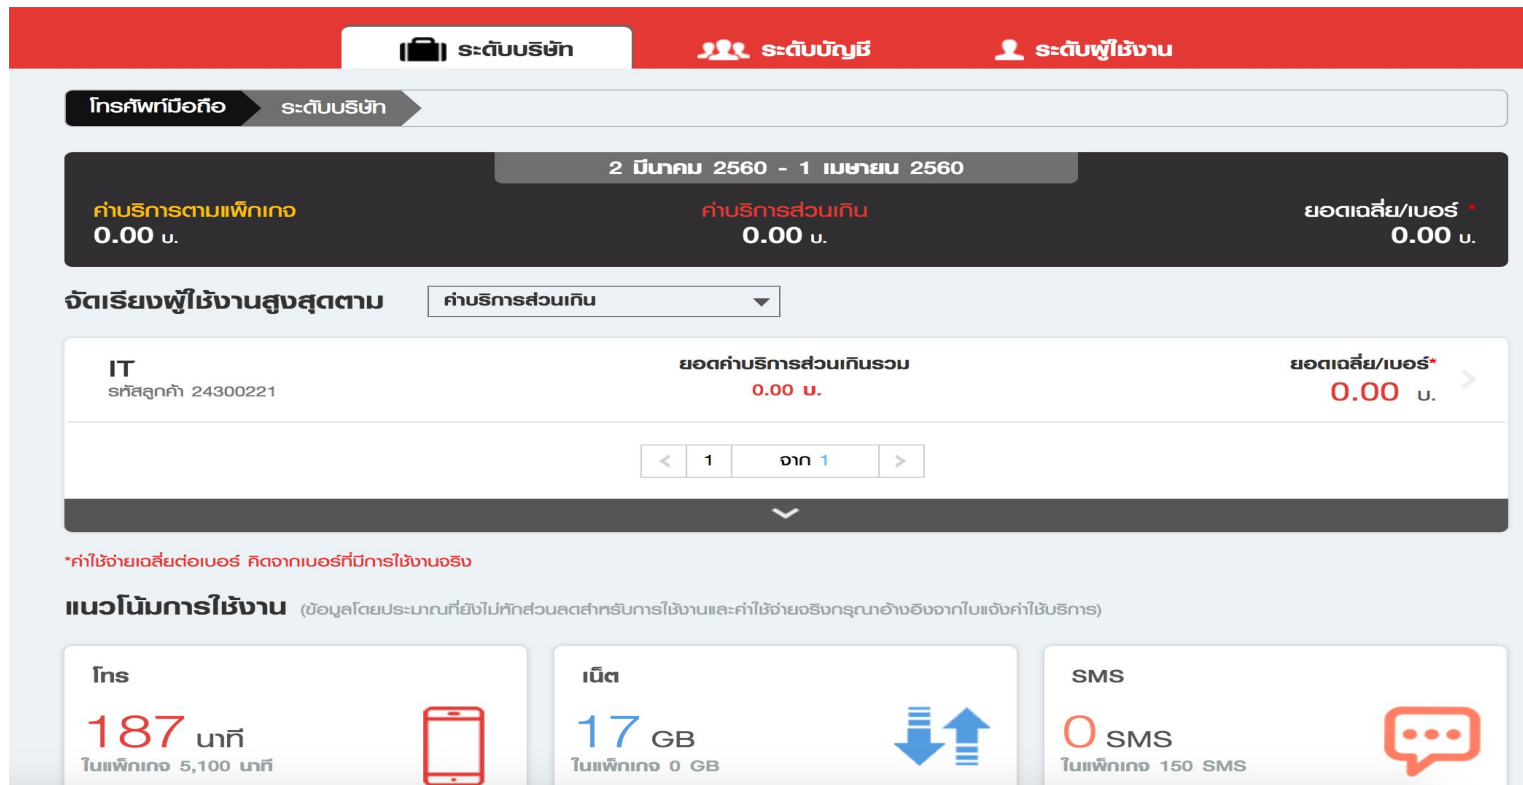 ระดับบริษัท ระดับบัญชี ระดับผู้ใช้งาน
โทรศัพท์มือถือ ระดับบริษัท
2 มีนาคม 2560 - 1 เมษายน 2560
ค่าบริการตามแพ็กเกจ ค่าบริการส่วนเกิน ยอดเฉลี่ย/เบอร์ *
0.00 บ. 0.00 บ. 0.00 บ.
จัดเรียงผู้ใช้งานสูงสุดตาม ค่าบริการส่วนเกิน
IT ยอดค่าบริการส่วนเกินรวม ยอดเฉลี่ย/เบอร์*
รหัสลูกค้า 24300221 0.00 บ. 0.00 บ.
< 1 จาก 1 >
*ค่าใช้จ่ายเฉลี่ยต่อเบอร์ คิดจากเบอร์ที่มีการใช้งานจริง
แนวโน้มการใช้งาน (ข้อมูลโดยประมาณที่ยังไม่หักส่วนลดสำหรับการใช้งานและค่าใช้จ่ายจริงกรุณาอ้างอิงจากใบแจ้งค่าใช้บริการ)
โทร เน็ต SMS
187 นาที 17 GB 0 SMS
ในแพ็กเกจ 5,100 นาที ในแพ็กเกจ 0 GB ในแพ็กเกจ 150 SMS